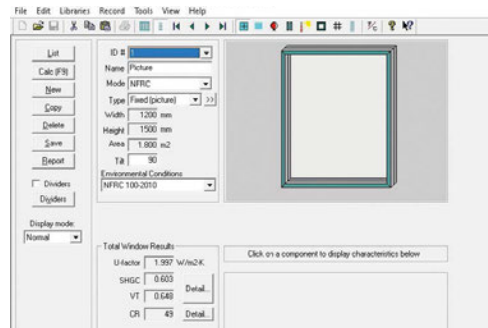 File Edit Libraries Record Tools View Help
List
Calc (F9)
New
Copy
Delete
Save
Report
Dividers
Dividers
Display mode:
Normal
ID # 1
Name Picture
Mode NFRC
Type Fixed (picture) >>
Width 1200 mm
Height 1500 mm
Area 1.800 m2
Tilt 90
Environmental Conditions
NFRC 100-2010
Total Window Results
U-factor 1.997 W/m2-K
SHGC 0.603
VT 0.648
Detail...
CR 49 Detail...
Click on a component to display characteristics below